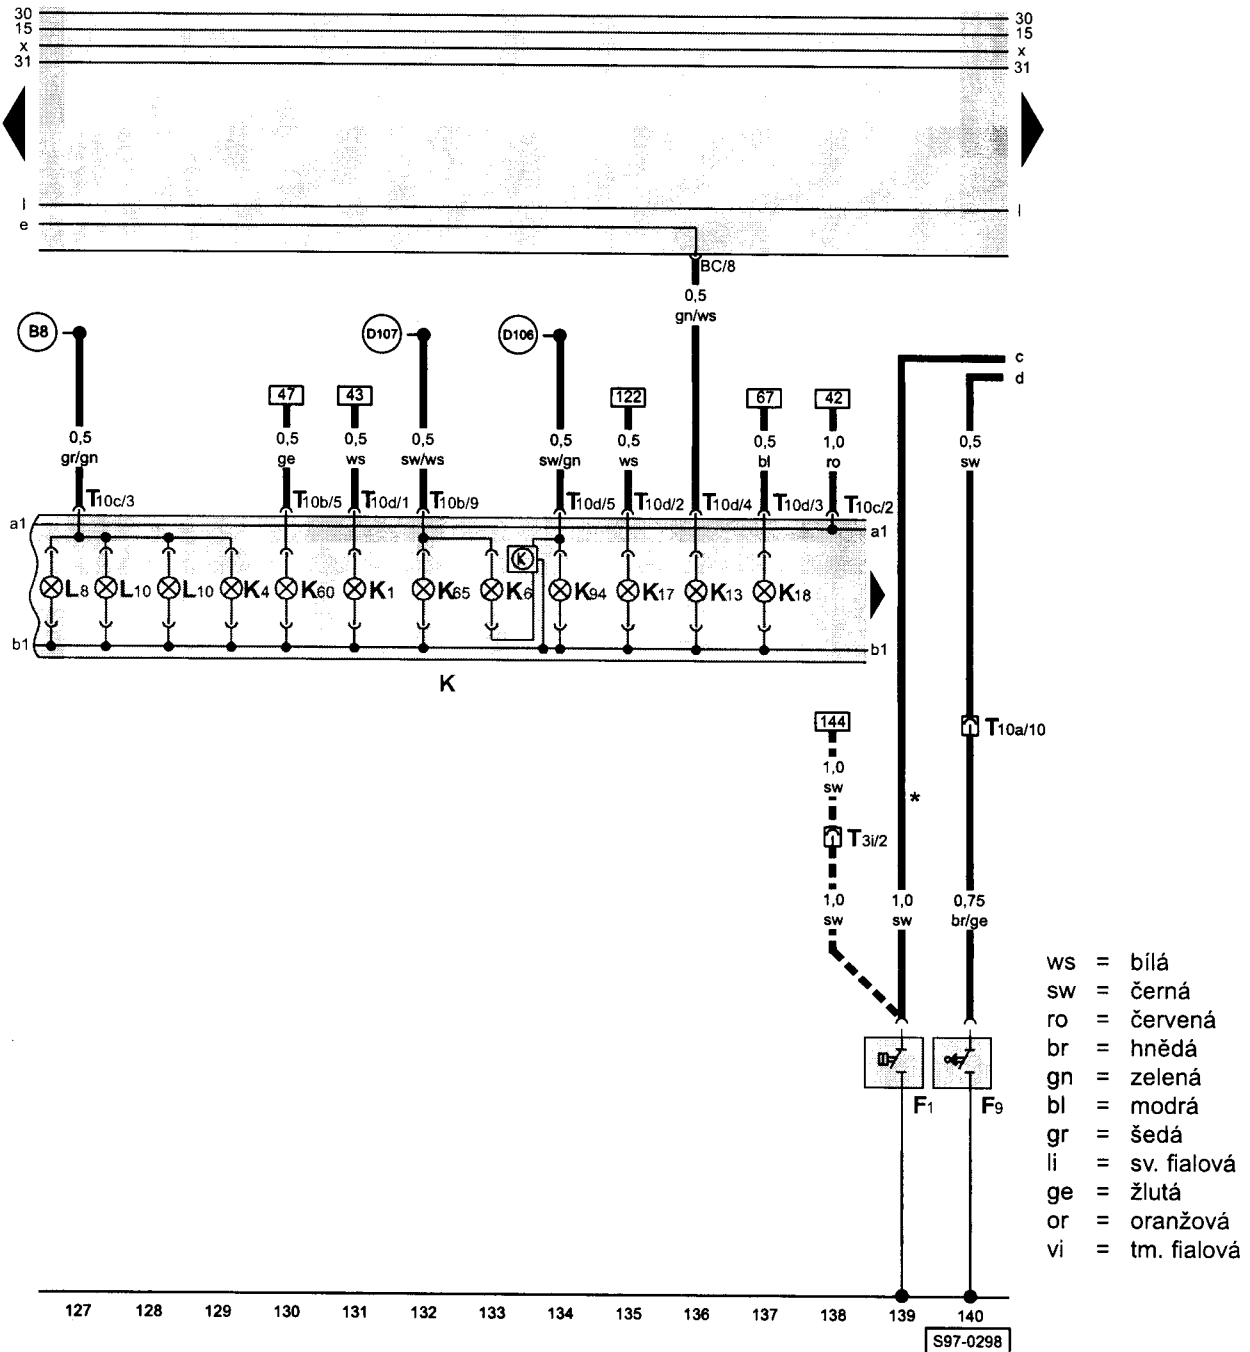 30 30
15 15
x x
31 31
l l
e
BC/8
0,5
gn/ws
B8 D107 D106
c
d
47 43 122 67 42
0,5 0,5 0,5 0,5 0,5 0,5 0,5 1,0 0,5
gr/gn ge ws sw/ws sw/gn ws bl ro sw
T10c/3 T10b/5 T10d/1 T10b/9 T10d/5 T10d/2 T10d/4 T10d/3 T10c/2
a1 a1
K
L8 L10 L10 K4 K60 K1 K65 K6 K94 K17 K13 K18
b1 b1
K
144
T10a/10
1,0
sw
*
T3i/2
1,0 1,0 0,75
sw sw br/ge
F1 F9
ws = bílá
sw = černá
ro = červená
br = hnědá
gn = zelená
bl = modrá
gr = šedá
li = sv. fialová
ge = žlutá
or = oranžová
vi = tm. fialová
127 128 129 130 131 132 133 134 135 136 137 138 139 140
S97-0298